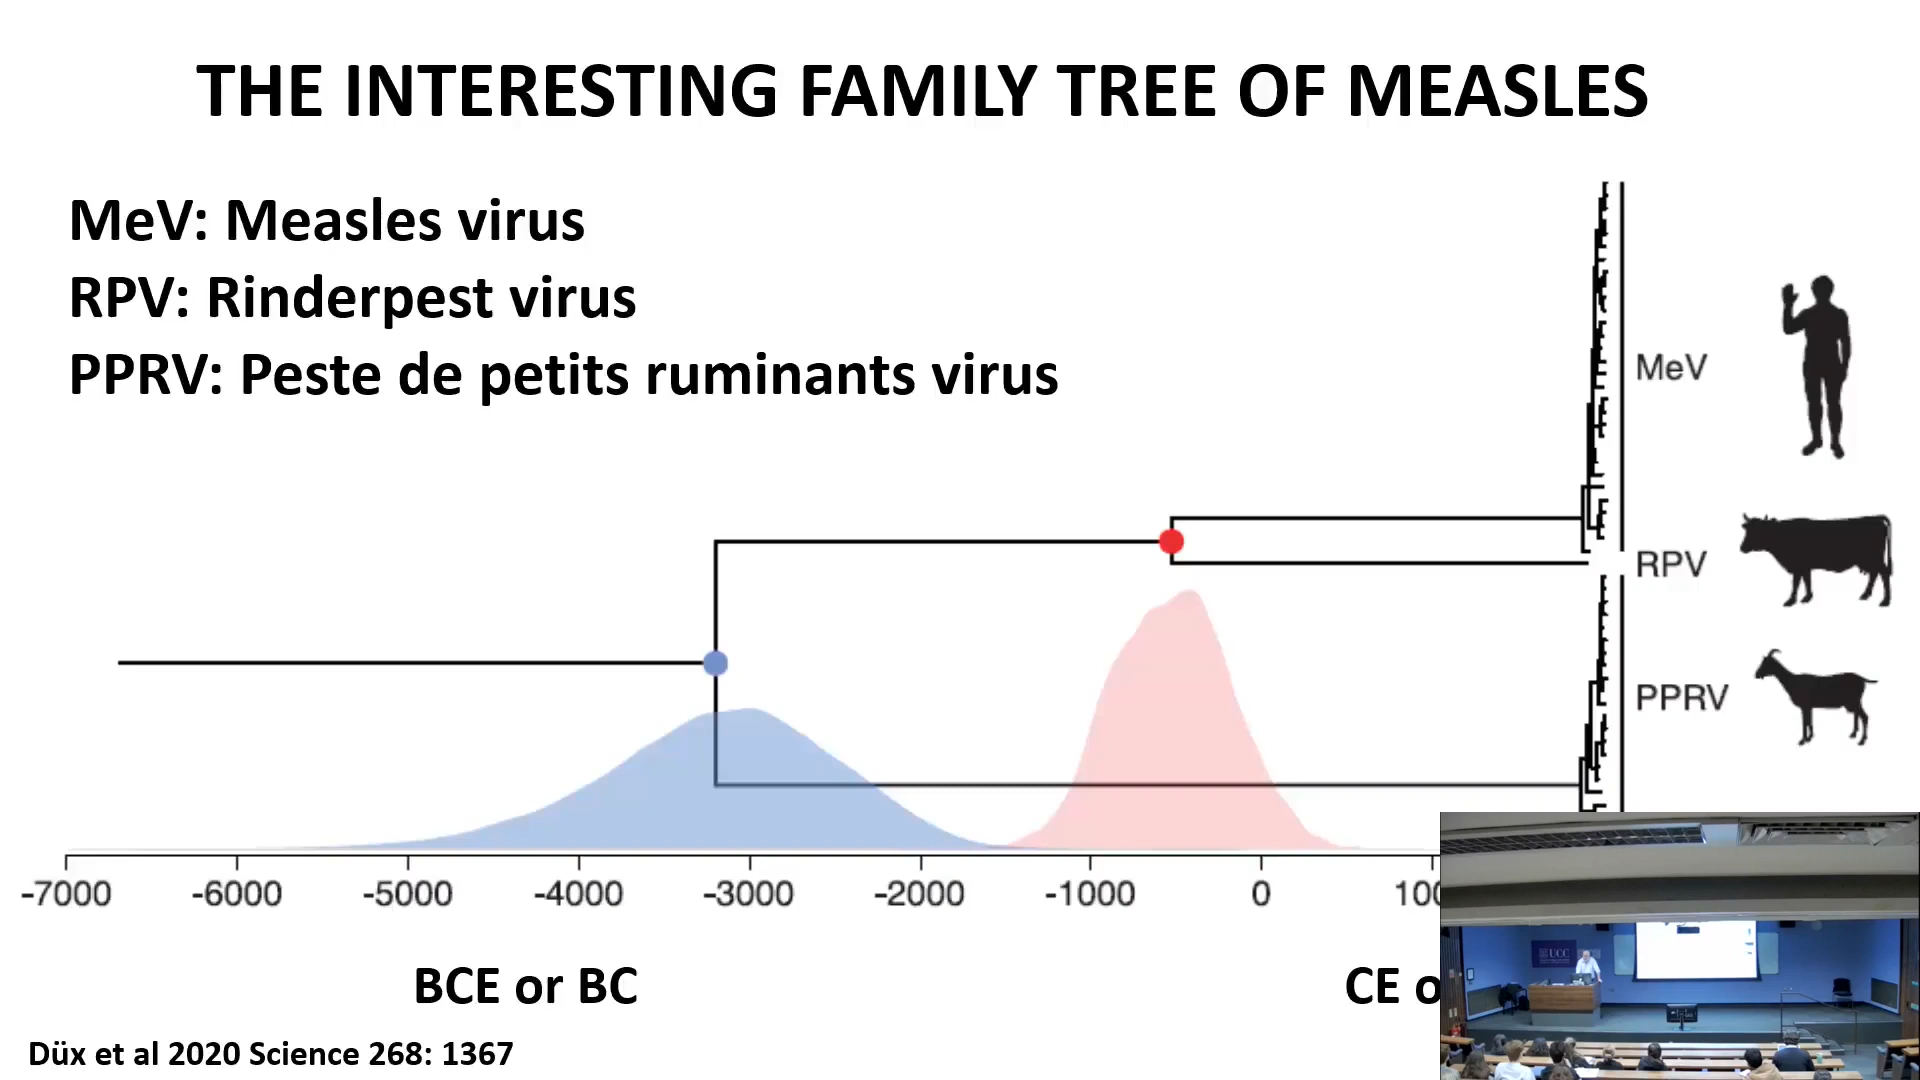 THE INTERESTING FAMILY TREE OF MEASLES
MeV: Measles virus
RPV: Rinderpest virus
PPRV: Peste de petits ruminants virus
MeV
RPV
PPRV
-7000 -6000 -5000 -4000 -3000 -2000 -1000 0 100
BCE or BC CE o
Düx et al 2020 Science 268: 1367
UCC